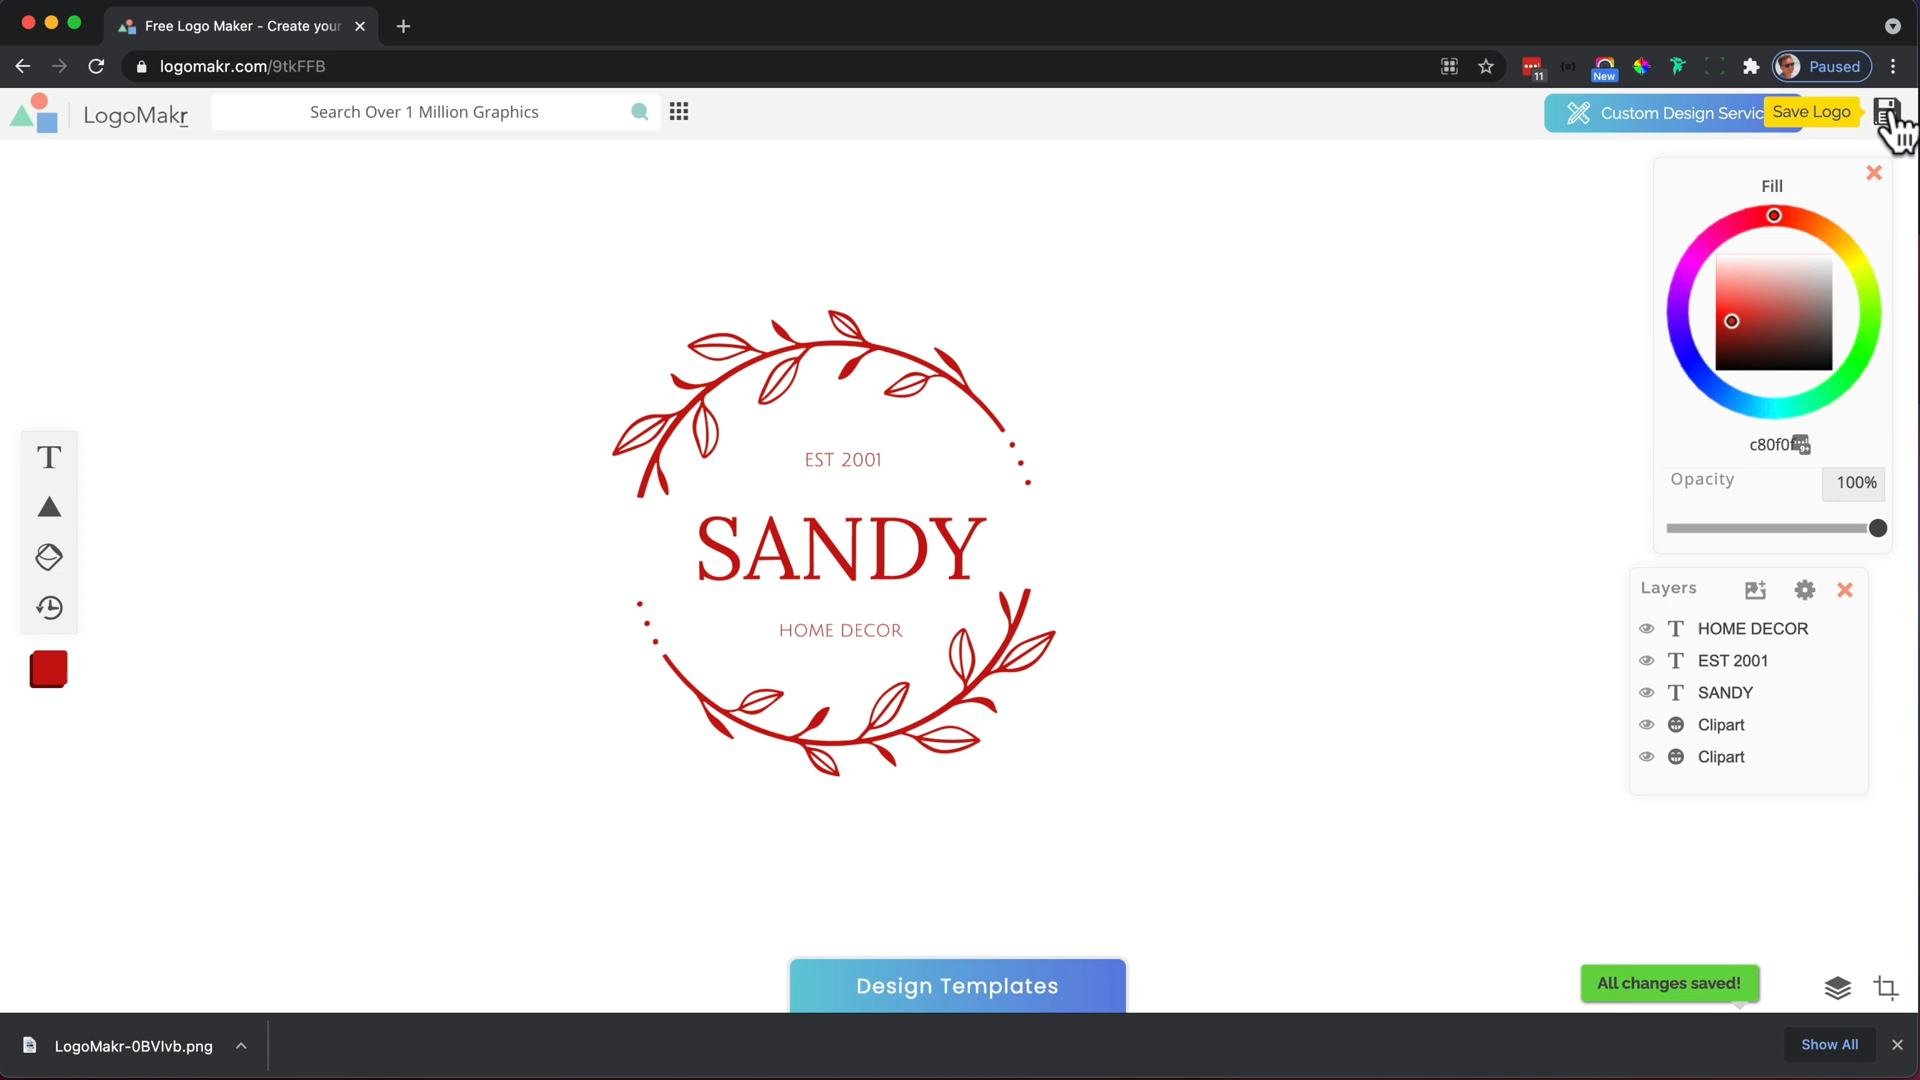 Free Logo Maker - Create your
logomakr.com/9tkFFB
11
New
Paused
LogoMakr
Search Over 1 Million Graphics
Custom Design Servic
Save Logo
Fill
c80f0f
Opacity
100%
EST 2001
SANDY
HOME DECOR
T
Layers
T HOME DECOR
T EST 2001
T SANDY
Clipart
Clipart
Design Templates
All changes saved!
LogoMakr-0BVIvb.png
Show All